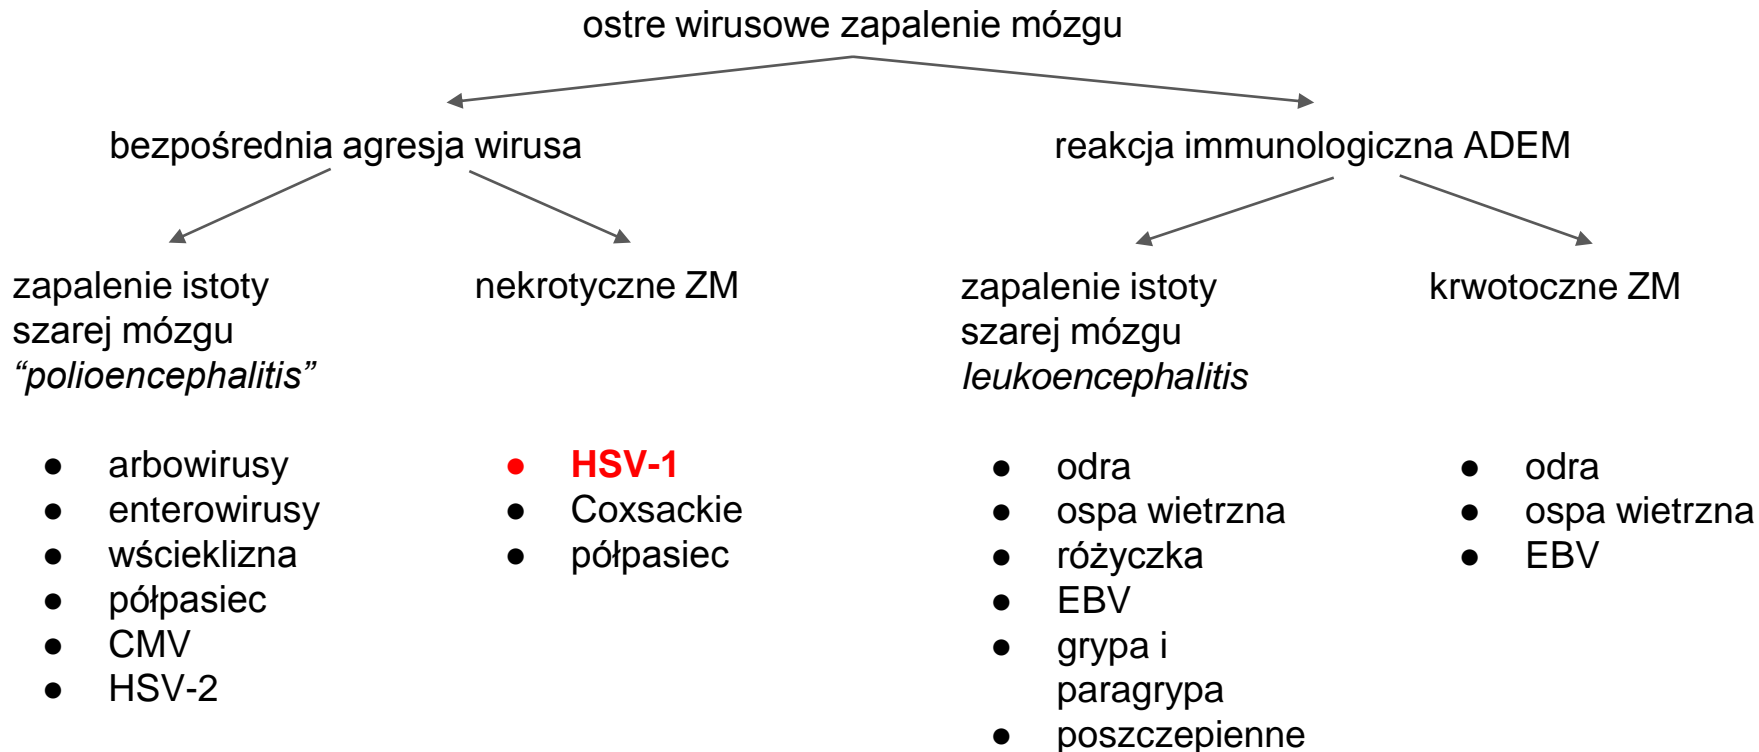 ostre wirusowe zapalenie mózgu
bezpośrednia agresja wirusa
reakcja immunologiczna ADEM
zapalenie istoty
szarej mózgu
“polioencephalitis”
nekrotyczne ZM
zapalenie istoty
szarej mózgu
leukoencephalitis
krwotoczne ZM
● arbowirusy
● enterowirusy
● wścieklizna
● półpasiec
● CMV
● HSV-2
● HSV-1
● Coxsackie
● półpasiec
● odra
● ospa wietrzna
● różyczka
● EBV
● grypa i
paragrypa
● poszczepienne
● odra
● ospa wietrzna
● EBV